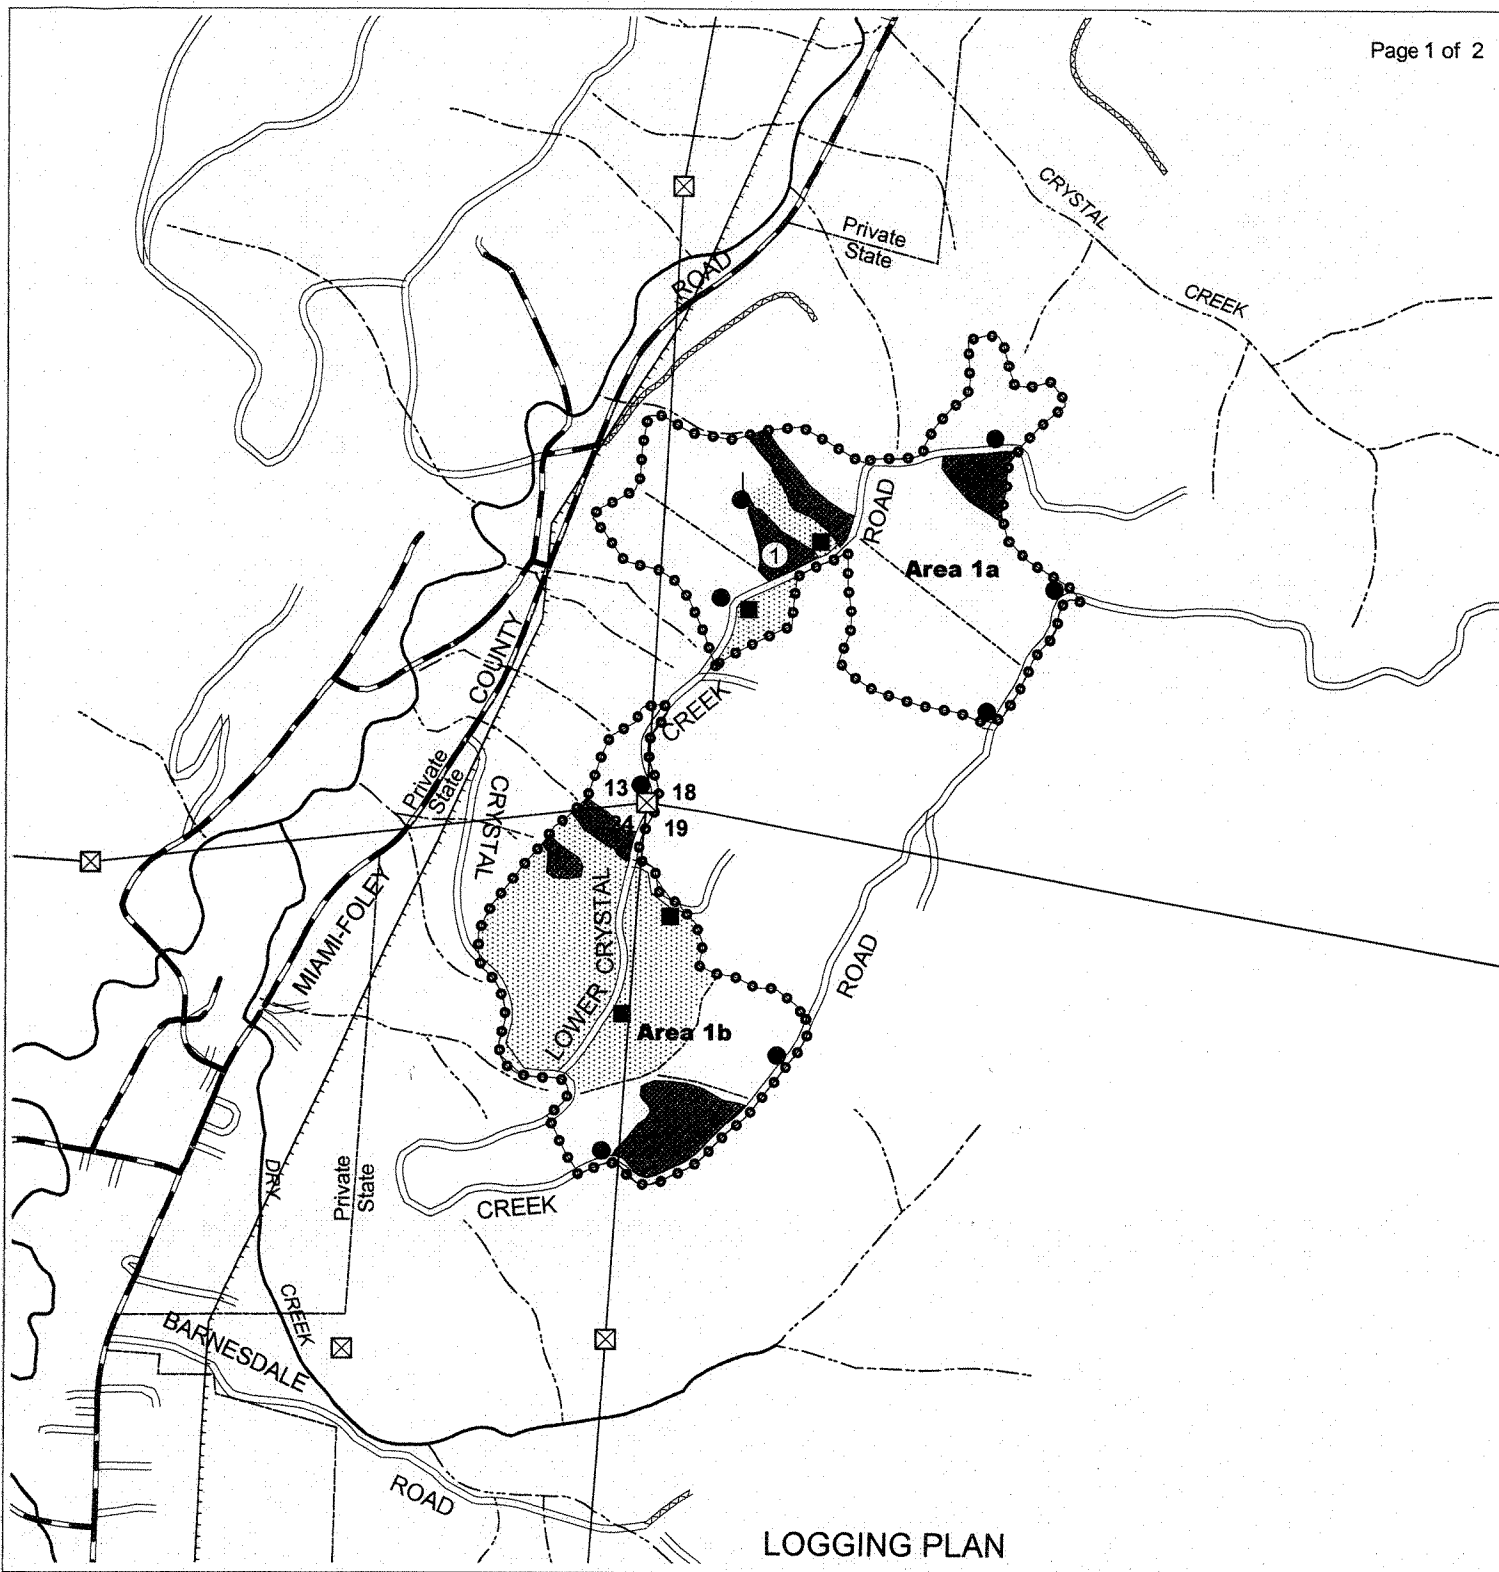 Page 1 of 2
CRYSTAL
CREEK
Private
State
ROAD
ROAD
1
Area 1a
COUNTY
CREEK
Private
State
CRYSTAL
13
18
24
19
MIAMI-FOLEY
LOWER CRYSTAL
ROAD
Area 1b
DRY
CREEK
Private
State
CREEK
BARNESDALE
ROAD
LOGGING PLAN